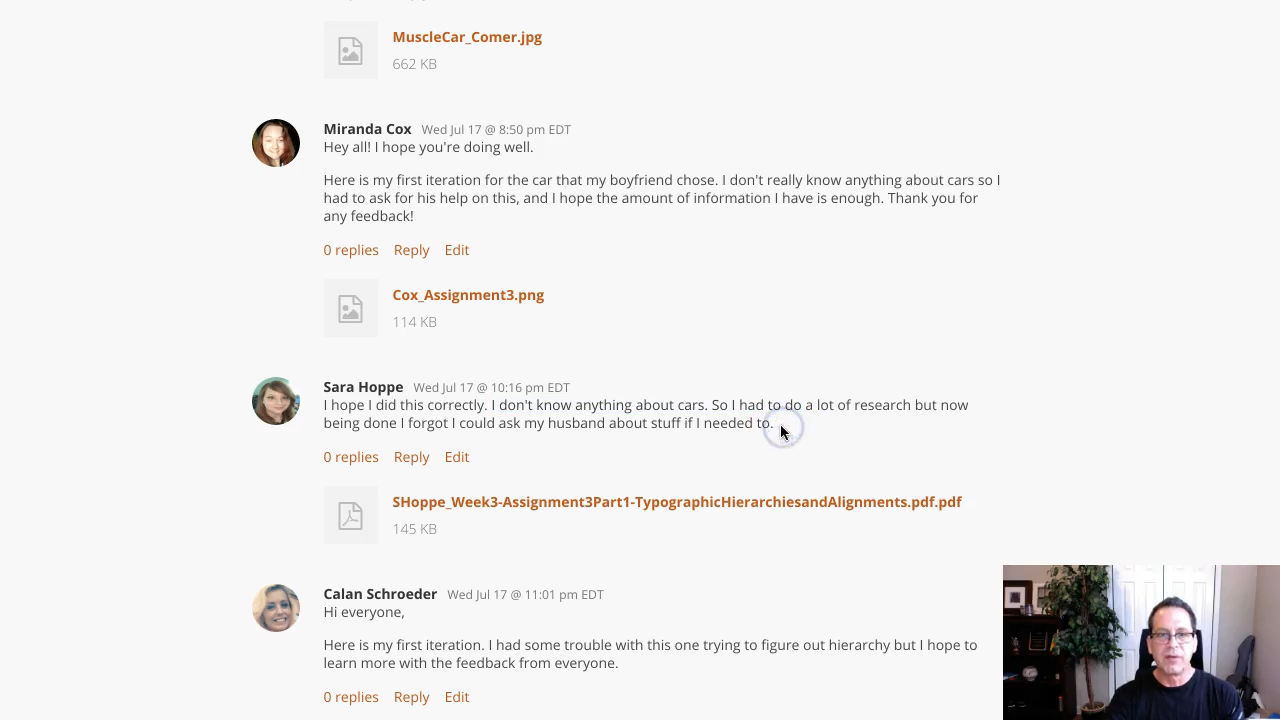 MuscleCar_Comer.jpg
662 KB
Miranda Cox Wed Jul 17 @ 8:50 pm EDT
Hey all! I hope you're doing well.
Here is my first iteration for the car that my boyfriend chose. I don't really know anything about cars so I
had to ask for his help on this, and I hope the amount of information I have is enough. Thank you for
any feedback!
0 replies Reply Edit
Cox_Assignment3.png
114 KB
Sara Hoppe Wed Jul 17 @ 10:16 pm EDT
I hope I did this correctly. I don't know anything about cars. So I had to do a lot of research but now
being done I forgot I could ask my husband about stuff if I needed to.
0 replies Reply Edit
SHoppe_Week3-Assignment3Part1-TypographicHierarchiesandAlignments.pdf.pdf
145 KB
Calan Schroeder Wed Jul 17 @ 11:01 pm EDT
Hi everyone,
Here is my first iteration. I had some trouble with this one trying to figure out hierarchy but I hope to
learn more with the feedback from everyone.
0 replies Reply Edit